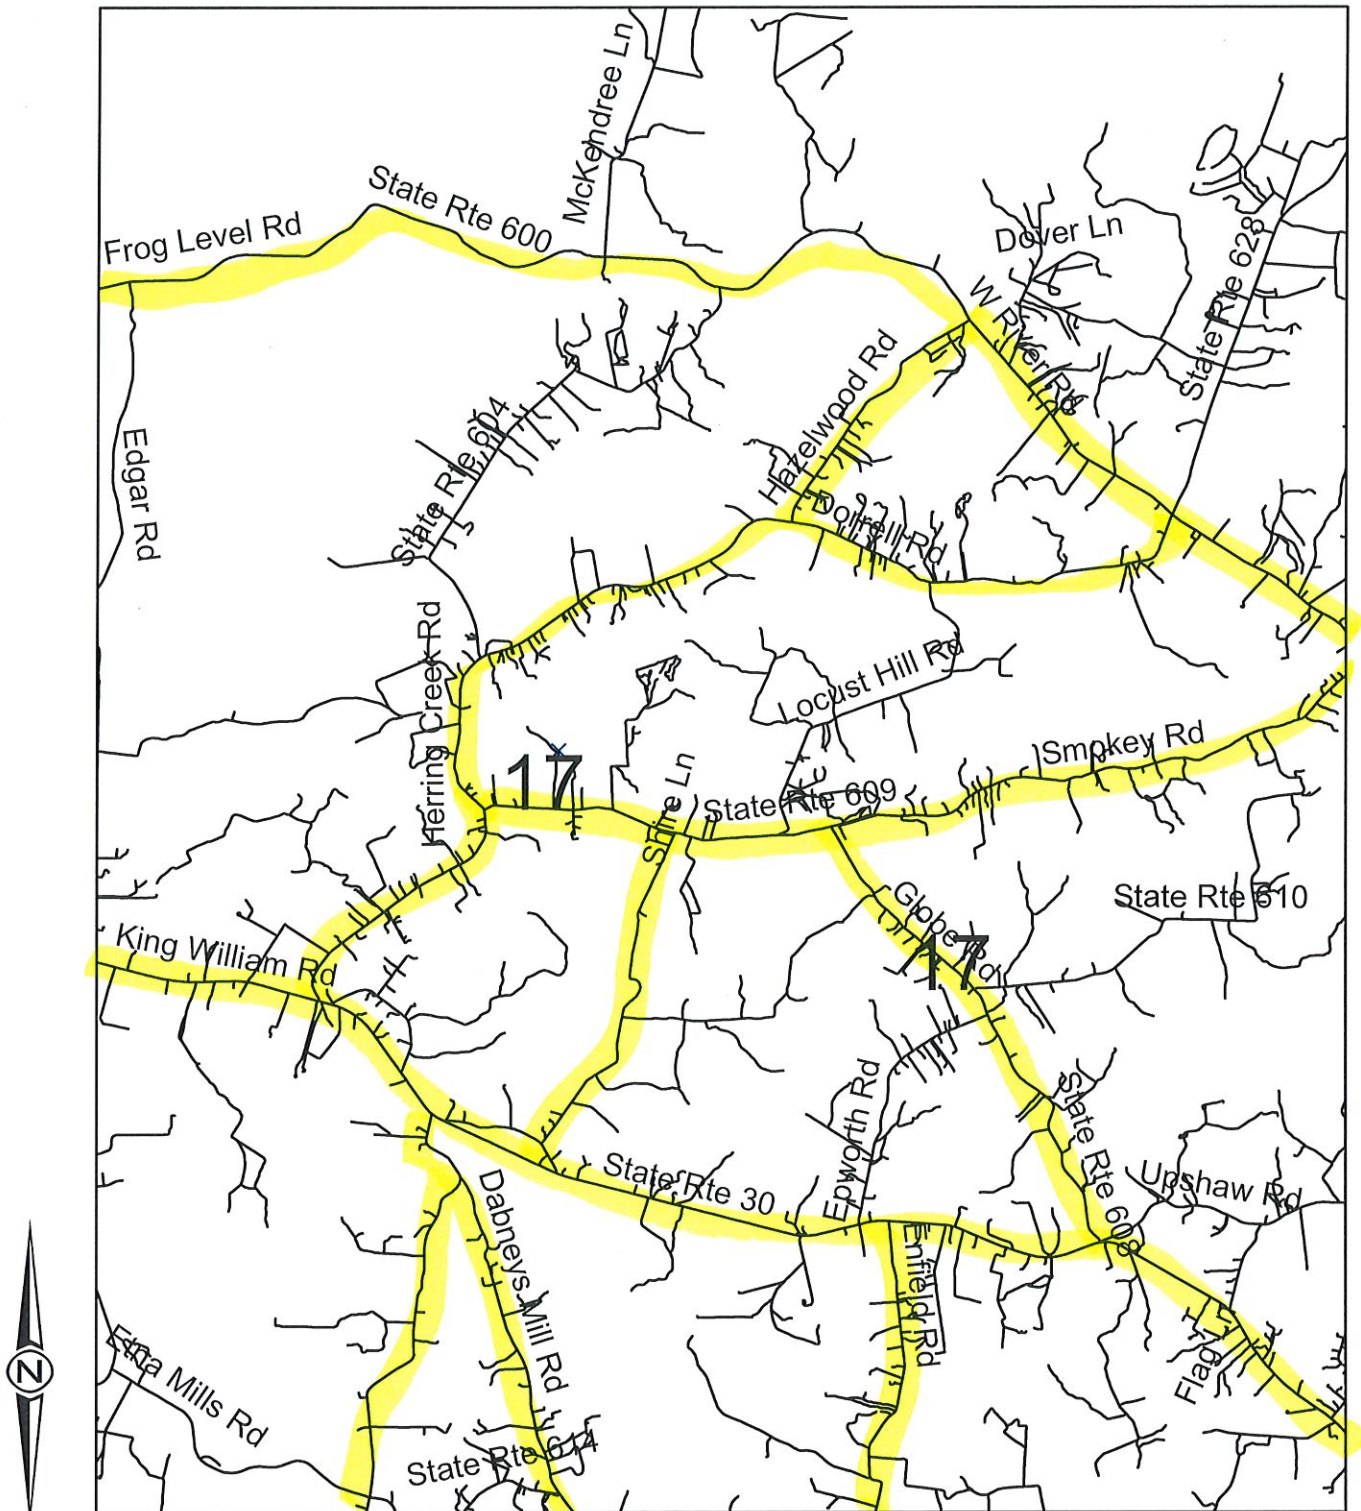 McKendree Ln
State Rte 600
Frog Level Rd
Dover Ln
State Rte 628
W River Rd
Hazelwood Rd
State Rte 604
Edgar Rd
Dorrell Rd
Herring Creek Rd
Locust Hill Rd
Smokey Rd
17
State Rte 609
Shire Ln
Globe Rd
17
State Rte 610
King William Rd
Epworth Rd
State Rte 608
State Rte 30
Upshaw Rd
Dabneys Mill Rd
Enfield Rd
Flag Ln
Etna Mills Rd
State Rte 614
N